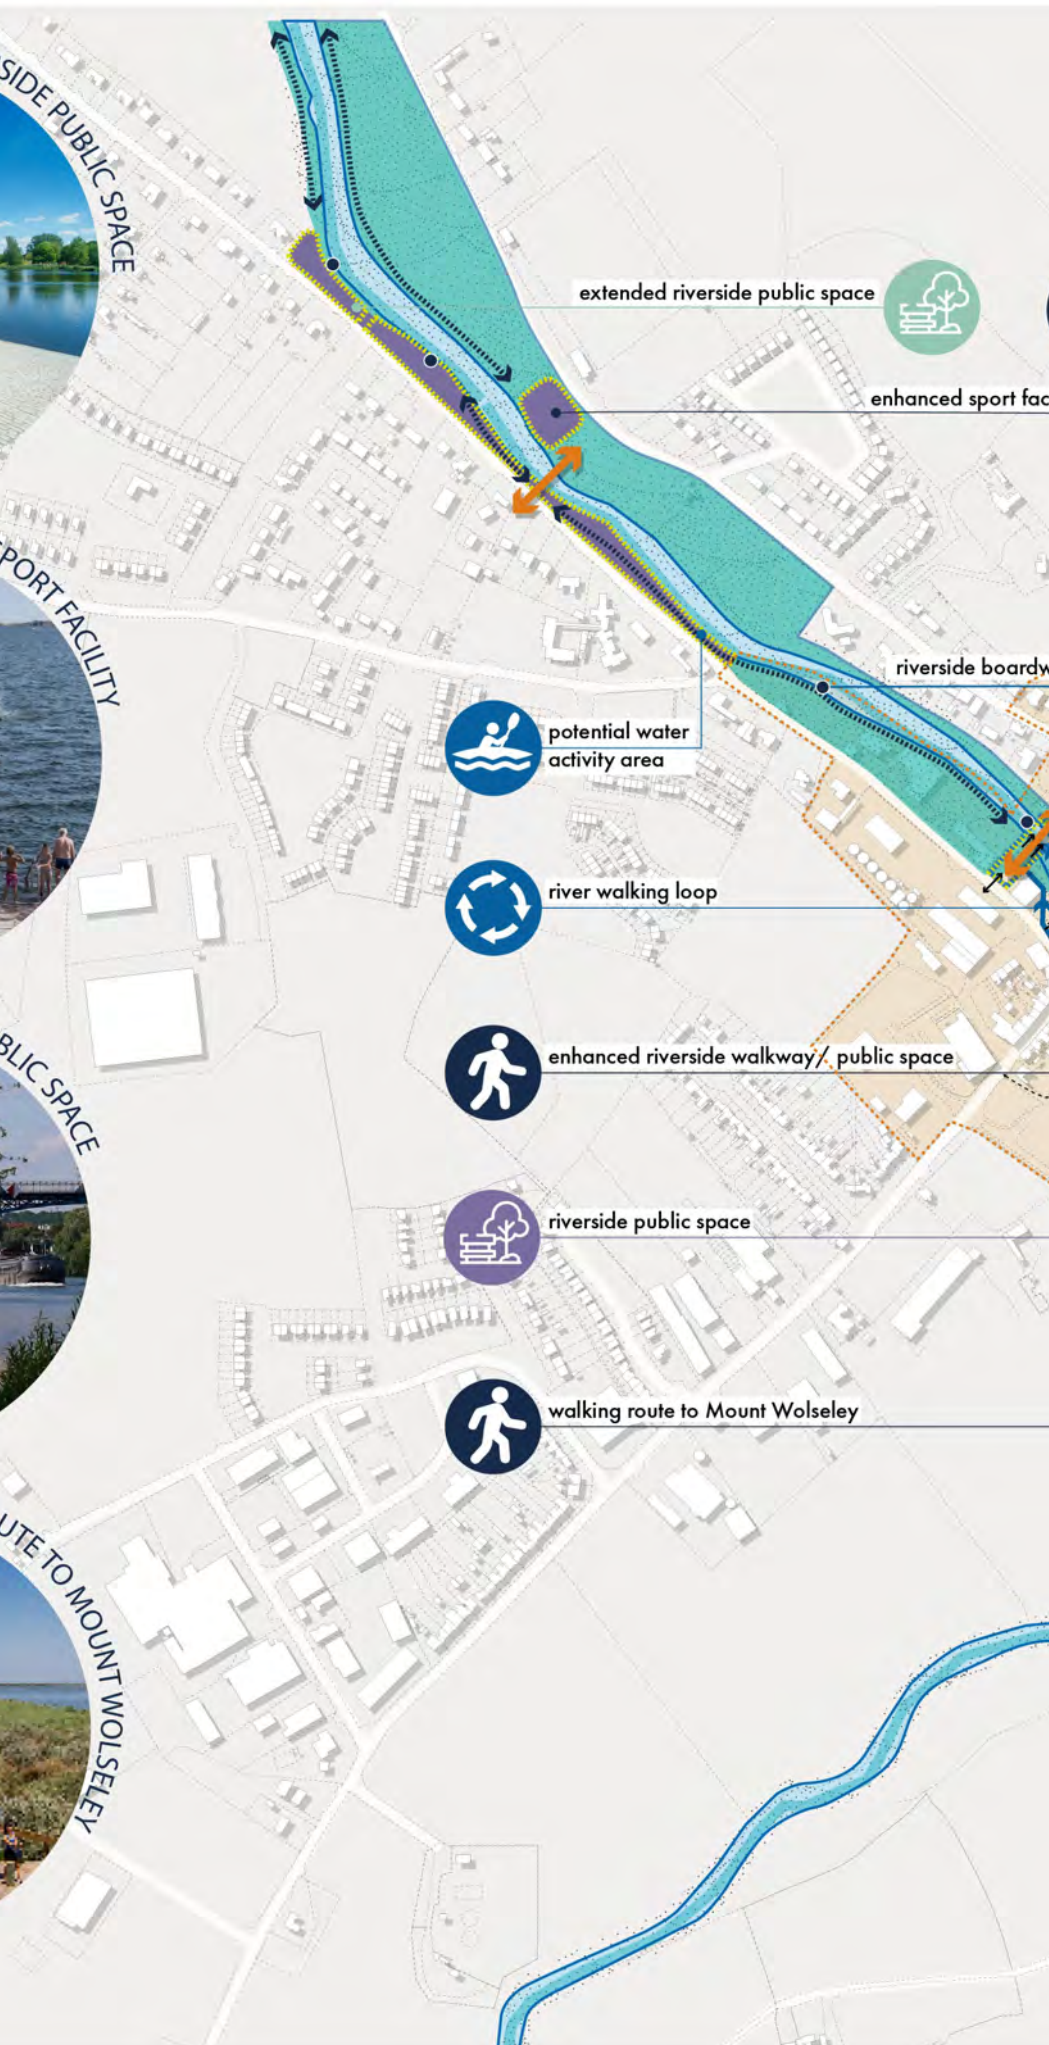 SIDE PUBLIC SPACE
extended riverside public space
enhanced sport fac
PORT FACILITY
riverside boardw
potential water
activity area
river walking loop
BLIC SPACE
enhanced riverside walkway / public space
riverside public space
walking route to Mount Wolseley
UTE TO MOUNT WOLSELEY